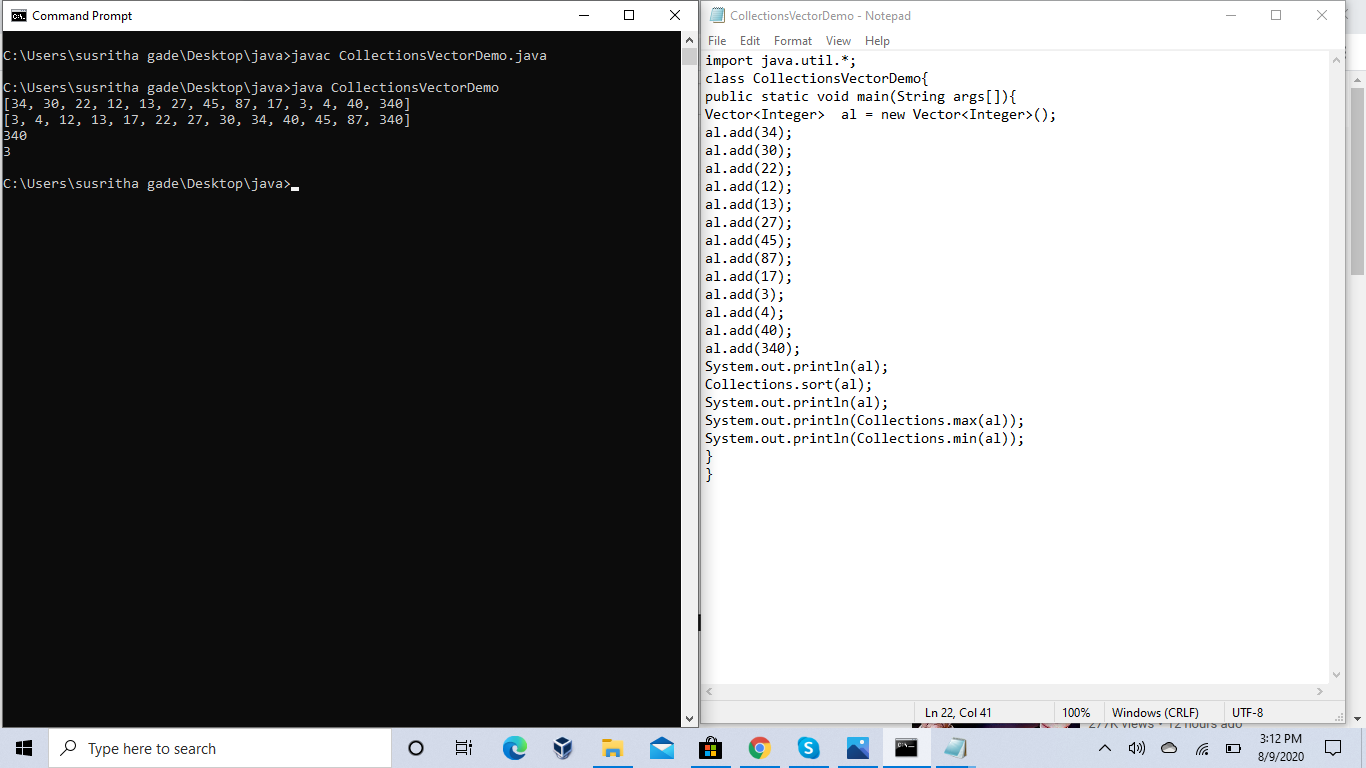 Command Prompt
C:\Users\susritha gade\Desktop\java>javac CollectionsVectorDemo.java
C:\Users\susritha gade\Desktop\java>java CollectionsVectorDemo
[34, 30, 22, 12, 13, 27, 45, 87, 17, 3, 4, 40, 340]
[3, 4, 12, 13, 17, 22, 27, 30, 34, 40, 45, 87, 340]
340
3
C:\Users\susritha gade\Desktop\java>
CollectionsVectorDemo - Notepad
File Edit Format View Help
import java.util.*;
class CollectionsVectorDemo{
public static void main(String args[]){
Vector<Integer>  al = new Vector<Integer>();
al.add(34);
al.add(30);
al.add(22);
al.add(12);
al.add(13);
al.add(27);
al.add(45);
al.add(87);
al.add(17);
al.add(3);
al.add(4);
al.add(40);
al.add(340);
System.out.println(al);
Collections.sort(al);
System.out.println(al);
System.out.println(Collections.max(al));
System.out.println(Collections.min(al));
}
}
Ln 22, Col 41 100% Windows (CRLF) UTF-8
277K views • 12 hours ago
Type here to search
3:12 PM
8/9/2020